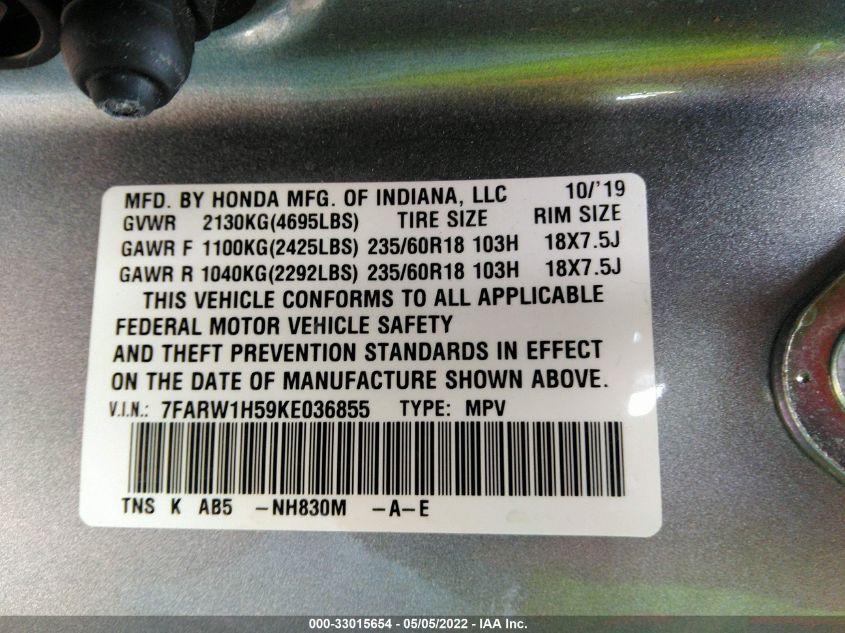 MFD. BY HONDA MFG. OF INDIANA, LLC 10/'19
GVWR 2130KG(4695LBS) TIRE SIZE RIM SIZE
GAWR F 1100KG(2425LBS) 235/60R18 103H 18X7.5J
GAWR R 1040KG(2292LBS) 235/60R18 103H 18X7.5J
THIS VEHICLE CONFORMS TO ALL APPLICABLE
FEDERAL MOTOR VEHICLE SAFETY
AND THEFT PREVENTION STANDARDS IN EFFECT
ON THE DATE OF MANUFACTURE SHOWN ABOVE.
V.I.N.: 7FARW1H59KE036855 TYPE: MPV
TNS K AB5 -NH830M -A-E
000-33015654 - 05/05/2022 - IAA Inc.